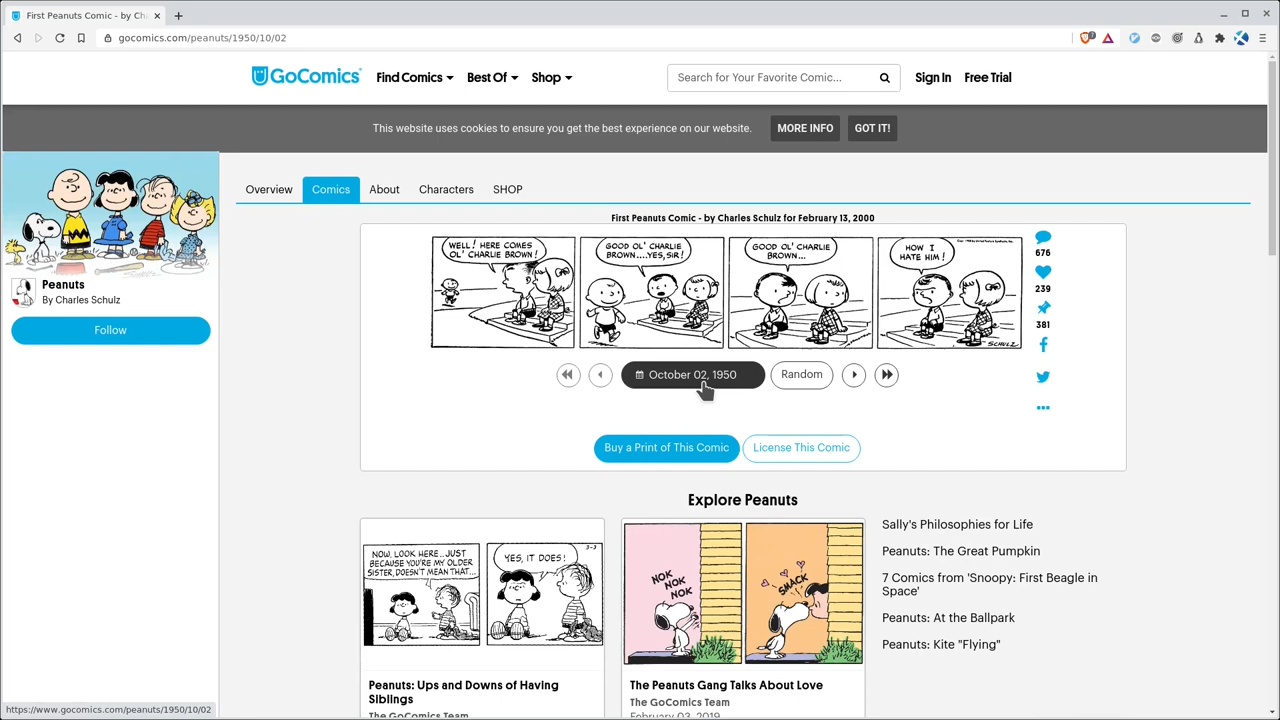 First Peanuts Comic - by Ch
gocomics.com/peanuts/1950/10/02
7
GoComics
Find Comics
Best Of
Shop
Search for Your Favorite Comic...
Sign In
Free Trial
This website uses cookies to ensure you get the best experience on our website.
MORE INFO
GOT IT!
Overview
Comics
About
Characters
SHOP
First Peanuts Comic - by Charles Schulz for February 13, 2000
WELL! HERE COMES
OL' CHARLIE BROWN!
GOOD OL' CHARLIE
BROWN....YES, SIR!
GOOD OL' CHARLIE
BROWN...
HOW I
HATE HIM!
SCHULZ
676
239
381
Peanuts
By Charles Schulz
Follow
October 02, 1950
Random
Buy a Print of This Comic
License This Comic
Explore Peanuts
NOW, LOOK HERE..JUST
BECAUSE YOU'RE MY OLDER
SISTER, DOESN'T MEAN THAT...
YES, IT DOES!
3-3
NOK
NOK
NOK
SMACK
Peanuts: Ups and Downs of Having
Siblings
The GoComics Team
The Peanuts Gang Talks About Love
The GoComics Team
February 03, 2019
Sally's Philosophies for Life
Peanuts: The Great Pumpkin
7 Comics from 'Snoopy: First Beagle in
Space'
Peanuts: At the Ballpark
Peanuts: Kite "Flying"
https://www.gocomics.com/peanuts/1950/10/02